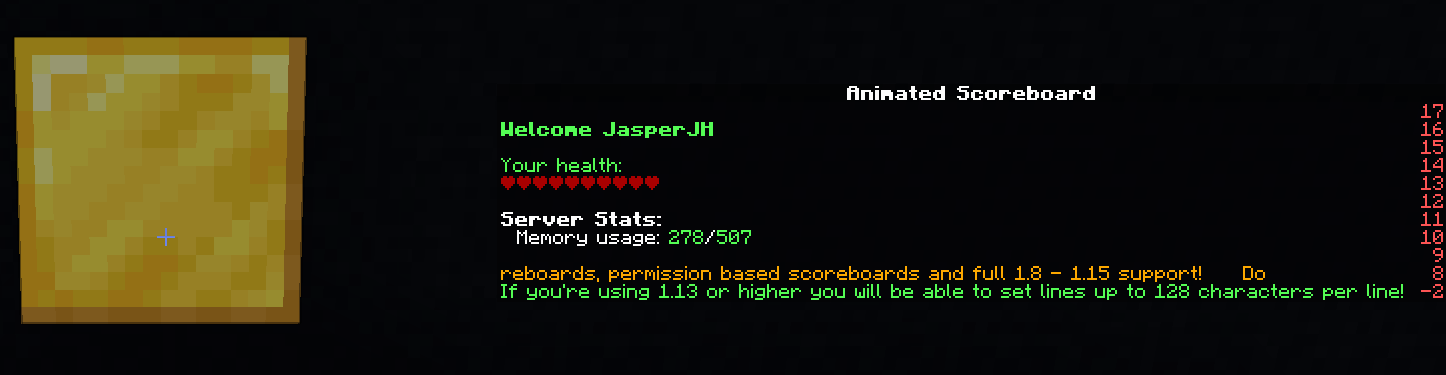 Animated Scoreboard
17
Welcome JasperJH 16
15
Your health: 14
♥♥♥♥♥♥♥♥♥♥ 13
12
Server Stats: 11
Memory usage: 278/507 10
9
reboards, permission based scoreboards and full 1.8 - 1.15 support! Do 8
If you're using 1.13 or higher you will be able to set lines up to 128 characters per line! -2